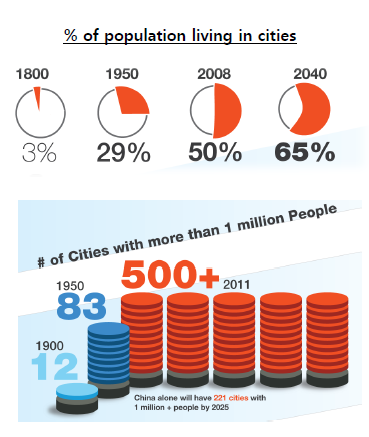 % of population living in cities
1800 1950 2008 2040
3% 29% 50% 65%
# of Cities with more than 1 million People
500+ 2011
1950
83
1900
12
China alone will have 221 cities with
1 million + people by 2025